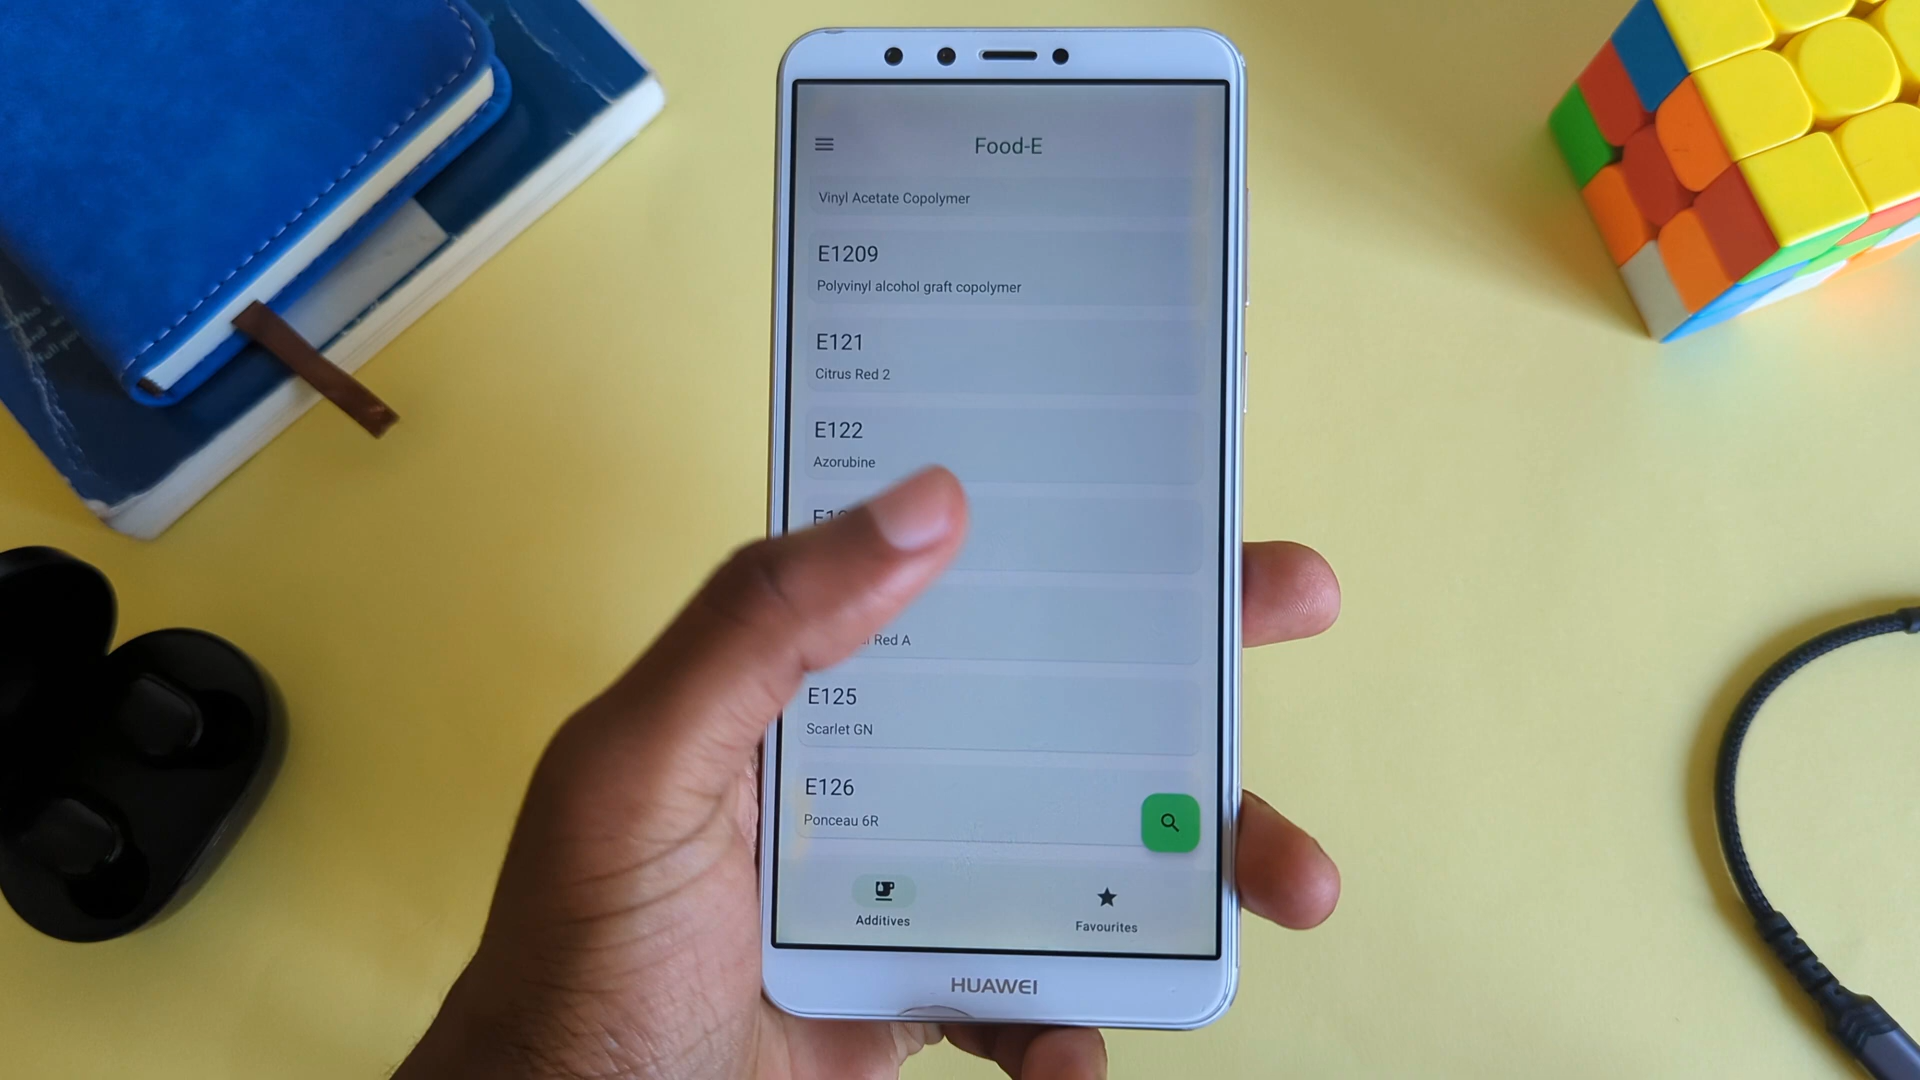 Food-E
Vinyl Acetate Copolymer
E1209
Polyvinyl alcohol graft copolymer
E121
Citrus Red 2
E122
Azorubine
Red A
E125
Scarlet GN
E126
Ponceau 6R
Additives
Favourites
HUAWEI